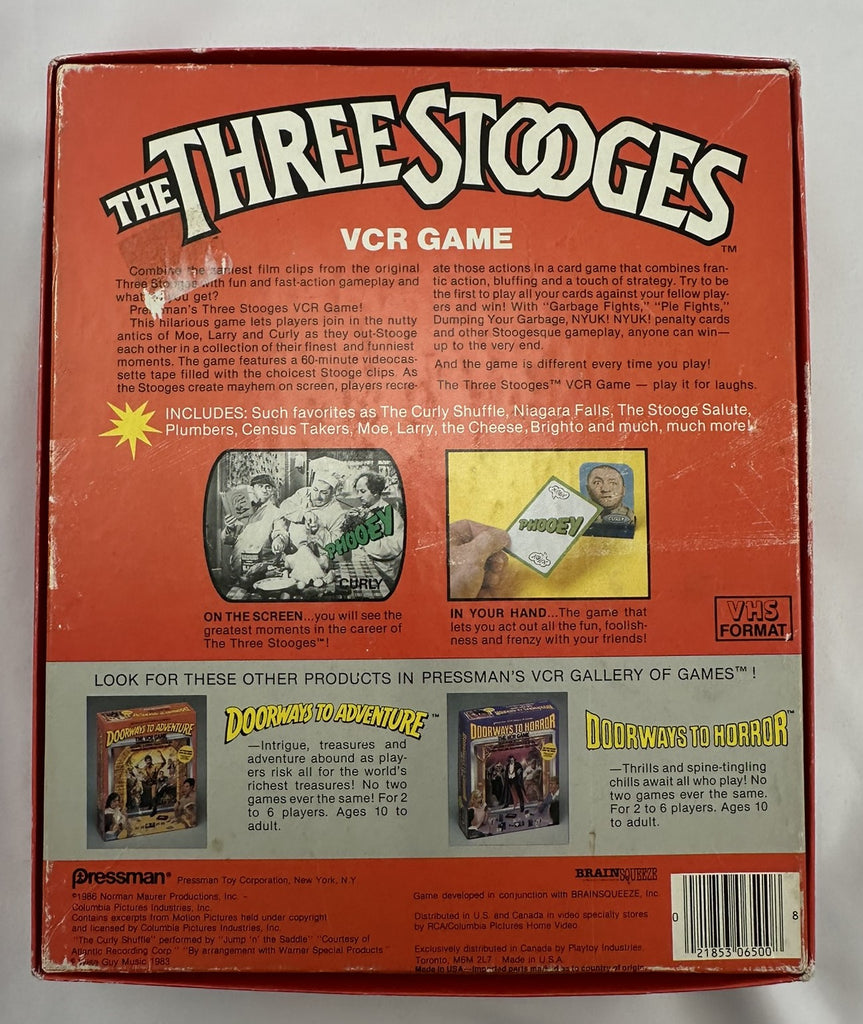 THE THREE STOOGES™
VCR GAME
Combine the zaniest film clips from the original
Three Stooges with fun and fast-action gameplay and
what you get?
Pressman's Three Stooges VCR Game!
This hilarious game lets players join in the nutty
antics of Moe, Larry and Curly as they out-Stooge
each other in a collection of their finest and funniest
moments. The game features a 60-minute videocas-
sette tape filled with the choicest Stooge clips. As
the Stooges create mayhem on screen, players recre-
ate those actions in a card game that combines fran-
tic action, bluffing and a touch of strategy. Try to be
the first to play all your cards against your fellow play-
ers and win! With "Garbage Fights," "Pie Fights,"
Dumping Your Garbage, NYUK! NYUK! penalty cards
and other Stoogesque gameplay, anyone can win—
up to the very end.
And the game is different every time you play!
The Three Stooges™ VCR Game — play it for laughs.
INCLUDES: Such favorites as The Curly Shuffle, Niagara Falls, The Stooge Salute,
Plumbers, Census Takers, Moe, Larry, the Cheese, Brighto and much, much more!
PHOOEY
CURLY
PHOOEY
CURLY
ON THE SCREEN...you will see the
greatest moments in the career of
The Three Stooges™!
IN YOUR HAND...The game that
lets you act out all the fun, foolish-
ness and frenzy with your friends!
VHS
FORMAT
LOOK FOR THESE OTHER PRODUCTS IN PRESSMAN'S VCR GALLERY OF GAMES™ !
DOORWAYS TO ADVENTURE
DOORWAYS TO ADVENTURE™
—Intrigue, treasures and
adventure abound as play-
ers risk all for the world's
richest treasures! No two
games ever the same! For 2
to 6 players. Ages 10 to
adult.
DOORWAYS TO HORROR
DOORWAYS TO HORROR™
—Thrills and spine-tingling
chills await all who play! No
two games ever the same.
For 2 to 6 players. Ages 10
to adult.
Pressman® Pressman Toy Corporation, New York, N.Y.
©1986 Norman Maurer Productions, Inc. -
Columbia Pictures Industries, Inc.
Contains excerpts from Motion Pictures held under copyright
and licensed by Columbia Pictures Industries, Inc.
"The Curly Shuffle" performed by "Jump 'n' the Saddle" "Courtesy of
Atlantic Recording Corp." "By arrangement with Warner Special Products"
Guy Music 1983
BRAINSQUEEZE
Game developed in conjunction with BRAINSQUEEZE, Inc.
Distributed in U.S. and Canada in video specialty stores
by RCA/Columbia Pictures Home Video
Exclusively distributed in Canada by Playtoy Industries,
Toronto, M6M 2L7 Made in U.S.A.
Made in USA—Imported parts marked as to country of origin.
0 21853 06500 8